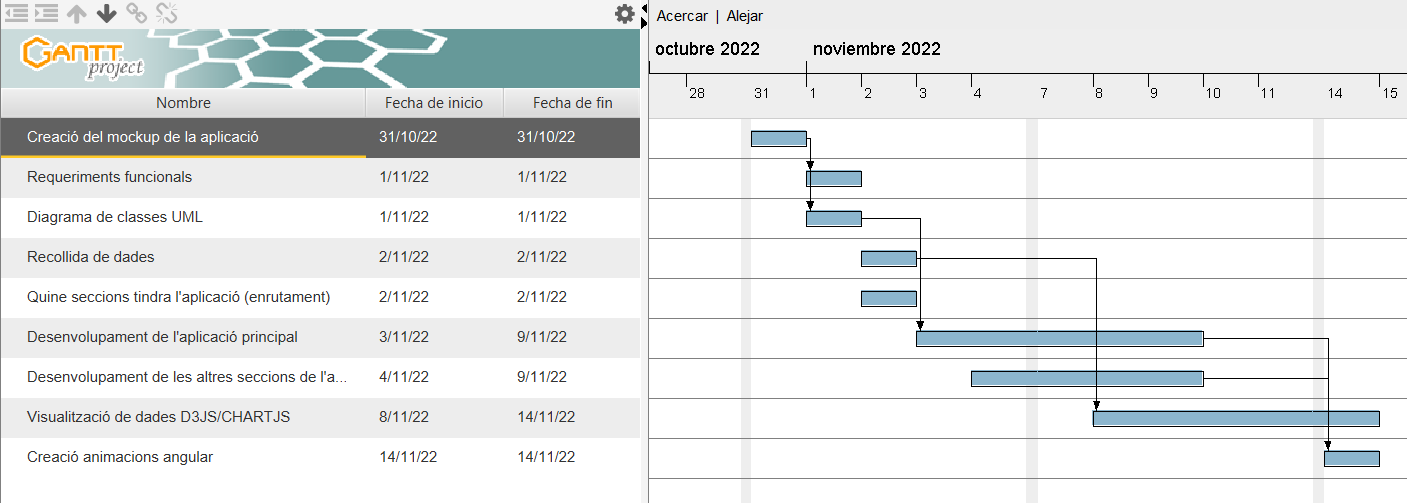 Acercar | Alejar
GANTT
project
octubre 2022 noviembre 2022
28 31 1 2 3 4 7 8 9 10 11 14 15
Nombre Fecha de inicio Fecha de fin
Creació del mockup de la aplicació 31/10/22 31/10/22
Requeriments funcionals 1/11/22 1/11/22
Diagrama de classes UML 1/11/22 1/11/22
Recollida de dades 2/11/22 2/11/22
Quine seccions tindra l'aplicació (enrutament) 2/11/22 2/11/22
Desenvolupament de l'aplicació principal 3/11/22 9/11/22
Desenvolupament de les altres seccions de l'a... 4/11/22 9/11/22
Visualització de dades D3JS/CHARTJS 8/11/22 14/11/22
Creació animacions angular 14/11/22 14/11/22